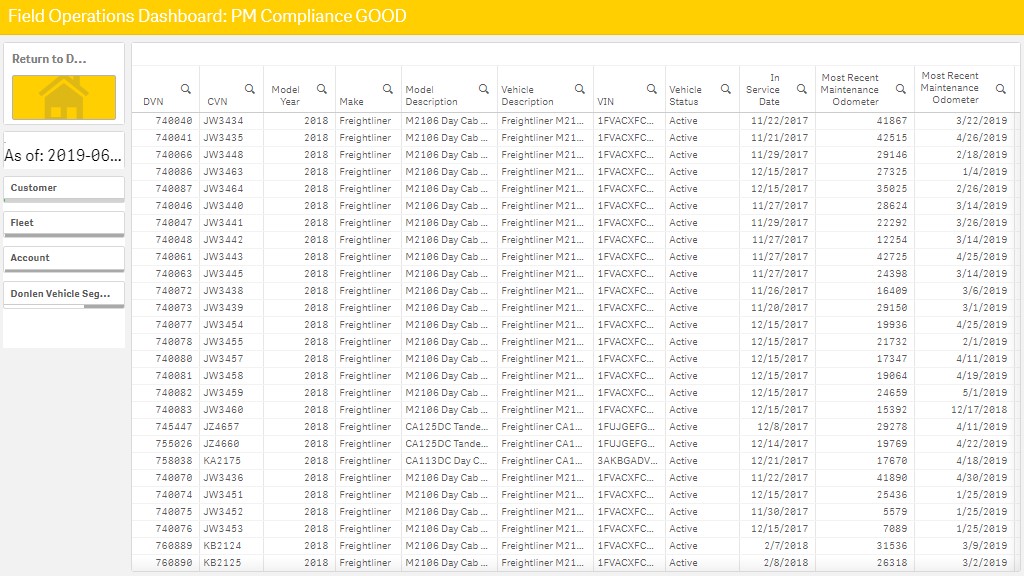 Field Operations Dashboard: PM Compliance GOOD
Return to D...
As of: 2019-06...
Customer
Fleet
Account
Donlen Vehicle Seg...
DVN CVN Model Year Make Model Description Vehicle Description VIN Vehicle Status In Service Date Most Recent Maintenance Odometer Most Recent Maintenance Odometer
740040 JW3434 2018 Freightliner M2106 Day Cab ... Freightliner M21... 1FVACXFC... Active 11/22/2017 41867 3/22/2019
740041 JW3435 2018 Freightliner M2106 Day Cab ... Freightliner M21... 1FVACXFC... Active 11/21/2017 42515 4/26/2019
740066 JW3448 2018 Freightliner M2106 Day Cab ... Freightliner M21... 1FVACXFC... Active 11/29/2017 29146 2/18/2019
740086 JW3463 2018 Freightliner M2106 Day Cab ... Freightliner M21... 1FVACXFC... Active 12/15/2017 27325 1/4/2019
740087 JW3464 2018 Freightliner M2106 Day Cab ... Freightliner M21... 1FVACXFC... Active 12/15/2017 35025 2/26/2019
740046 JW3440 2018 Freightliner M2106 Day Cab ... Freightliner M21... 1FVACXFC... Active 11/27/2017 28624 3/14/2019
740047 JW3441 2018 Freightliner M2106 Day Cab ... Freightliner M21... 1FVACXFC... Active 11/29/2017 22292 3/26/2019
740048 JW3442 2018 Freightliner M2106 Day Cab ... Freightliner M21... 1FVACXFC... Active 11/27/2017 12254 3/14/2019
740061 JW3443 2018 Freightliner M2106 Day Cab ... Freightliner M21... 1FVACXFC... Active 11/27/2017 42725 4/25/2019
740063 JW3445 2018 Freightliner M2106 Day Cab ... Freightliner M21... 1FVACXFC... Active 11/27/2017 24398 3/14/2019
740072 JW3438 2018 Freightliner M2106 Day Cab ... Freightliner M21... 1FVACXFC... Active 11/26/2017 16409 3/6/2019
740073 JW3439 2018 Freightliner M2106 Day Cab ... Freightliner M21... 1FVACXFC... Active 11/20/2017 29150 3/1/2019
740077 JW3454 2018 Freightliner M2106 Day Cab ... Freightliner M21... 1FVACXFC... Active 12/15/2017 19936 4/25/2019
740078 JW3455 2018 Freightliner M2106 Day Cab ... Freightliner M21... 1FVACXFC... Active 12/15/2017 21732 2/1/2019
740080 JW3457 2018 Freightliner M2106 Day Cab ... Freightliner M21... 1FVACXFC... Active 12/15/2017 17347 4/11/2019
740081 JW3458 2018 Freightliner M2106 Day Cab ... Freightliner M21... 1FVACXFC... Active 12/15/2017 19064 4/19/2019
740082 JW3459 2018 Freightliner M2106 Day Cab ... Freightliner M21... 1FVACXFC... Active 12/15/2017 24659 5/1/2019
740083 JW3460 2018 Freightliner M2106 Day Cab ... Freightliner M21... 1FVACXFC... Active 12/15/2017 15392 12/17/2018
745447 JZ4657 2018 Freightliner CA125DC Tande... Freightliner CA1... 1FUJGEFG... Active 12/8/2017 29278 4/11/2019
755026 JZ4660 2018 Freightliner CA125DC Tande... Freightliner CA1... 1FUJGEFG... Active 12/14/2017 19769 4/22/2019
758038 KA2175 2018 Freightliner CA113DC Day C... Freightliner CA1... 3AKBGADV... Active 12/21/2017 17670 4/18/2019
740070 JW3436 2018 Freightliner M2106 Day Cab ... Freightliner M21... 1FVACXFC... Active 11/22/2017 41890 4/30/2019
740074 JW3451 2018 Freightliner M2106 Day Cab ... Freightliner M21... 1FVACXFC... Active 12/15/2017 25436 1/25/2019
740075 JW3452 2018 Freightliner M2106 Day Cab ... Freightliner M21... 1FVACXFC... Active 11/30/2017 5579 1/25/2019
740076 JW3453 2018 Freightliner M2106 Day Cab ... Freightliner M21... 1FVACXFC... Active 12/15/2017 7089 1/25/2019
760889 KB2124 2018 Freightliner M2106 Day Cab ... Freightliner M21... 1FVACXFC... Active 2/7/2018 31536 3/9/2019
760890 KB2125 2018 Freightliner M2106 Day Cab ... Freightliner M21... 1FVACXFC... Active 2/8/2018 26318 3/2/2019